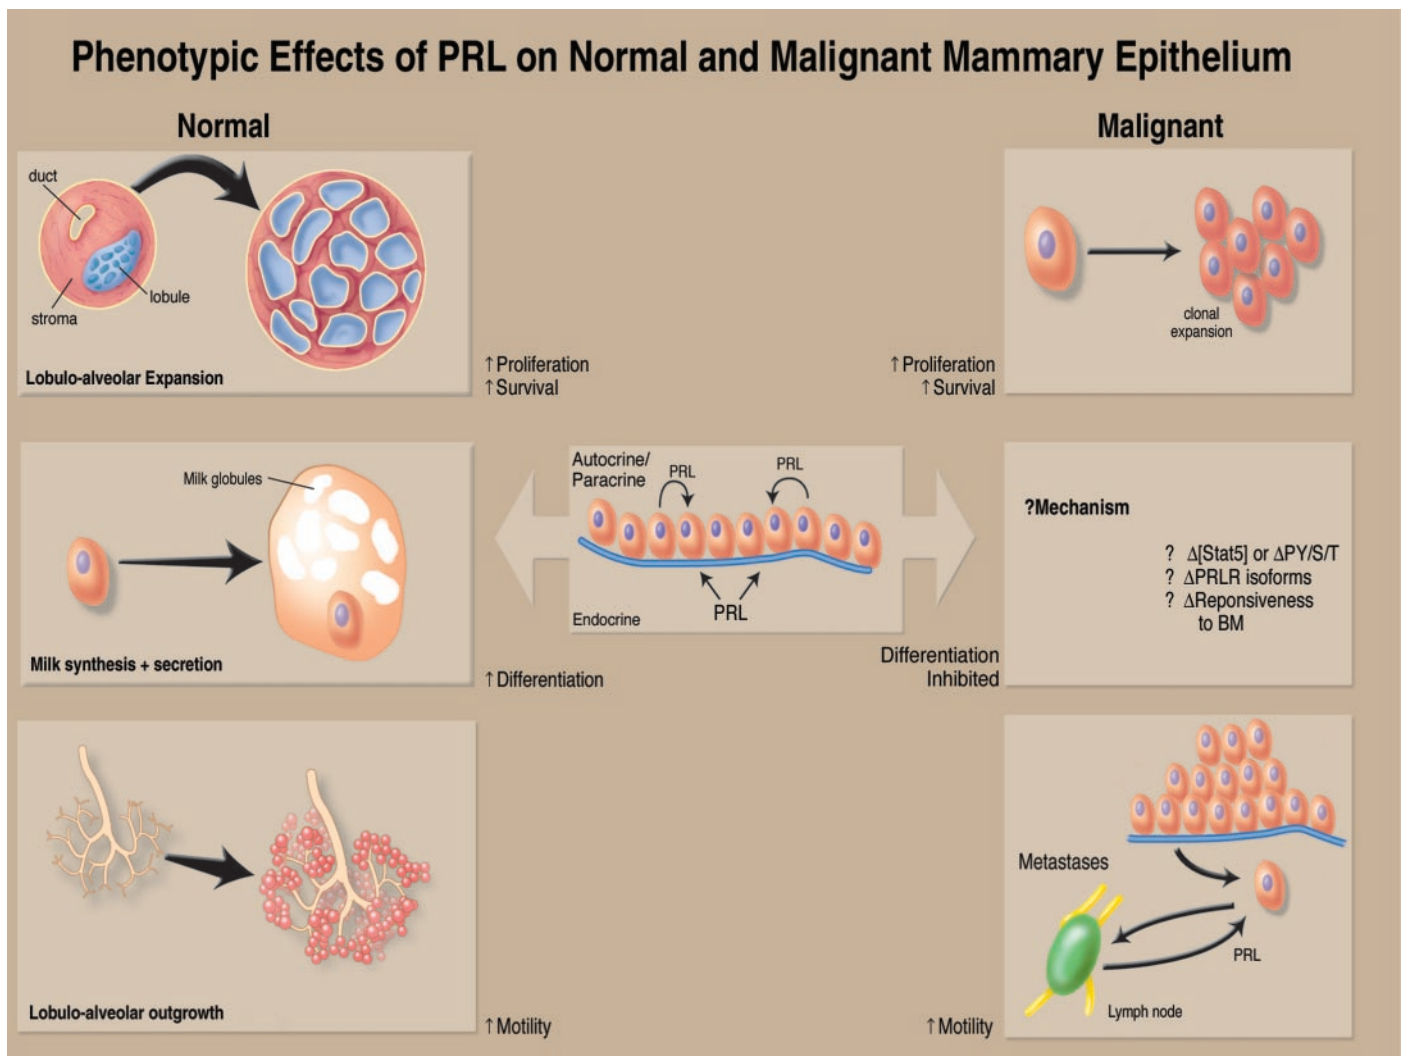 Phenotypic Effects of PRL on Normal and Malignant Mammary Epithelium
Normal
duct
lobule
stroma
Lobulo-alveolar Expansion
↑Proliferation
↑Survival
Malignant
clonal
expansion
↑Proliferation
↑Survival
Milk globules
Milk synthesis + secretion
↑Differentiation
Autocrine/
Paracrine
PRL
PRL
PRL
Endocrine
Differentiation
Inhibited
?Mechanism
? Δ[Stat5] or ΔPY/S/T
? ΔPRLR isoforms
? ΔReponsiveness
to BM
Lobulo-alveolar outgrowth
↑Motility
Metastases
PRL
Lymph node
↑Motility